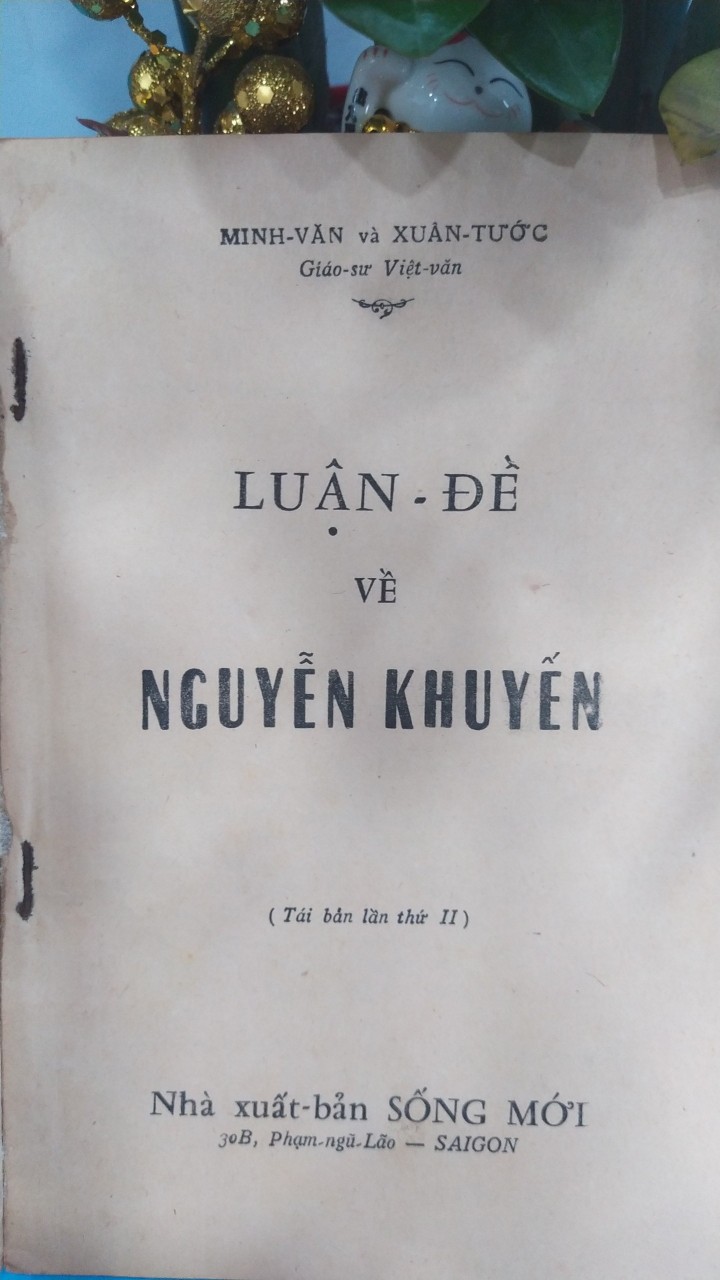 MINH-VĂN và XUÂN-TƯỚC
Giáo-sư Việt-văn
LUẬN - ĐỀ
VỀ
NGUYỄN KHUYẾN
( Tái bản lần thứ II )
Nhà xuất-bản SỐNG MỚI
30B, Phạm-ngũ-Lão — SAIGON